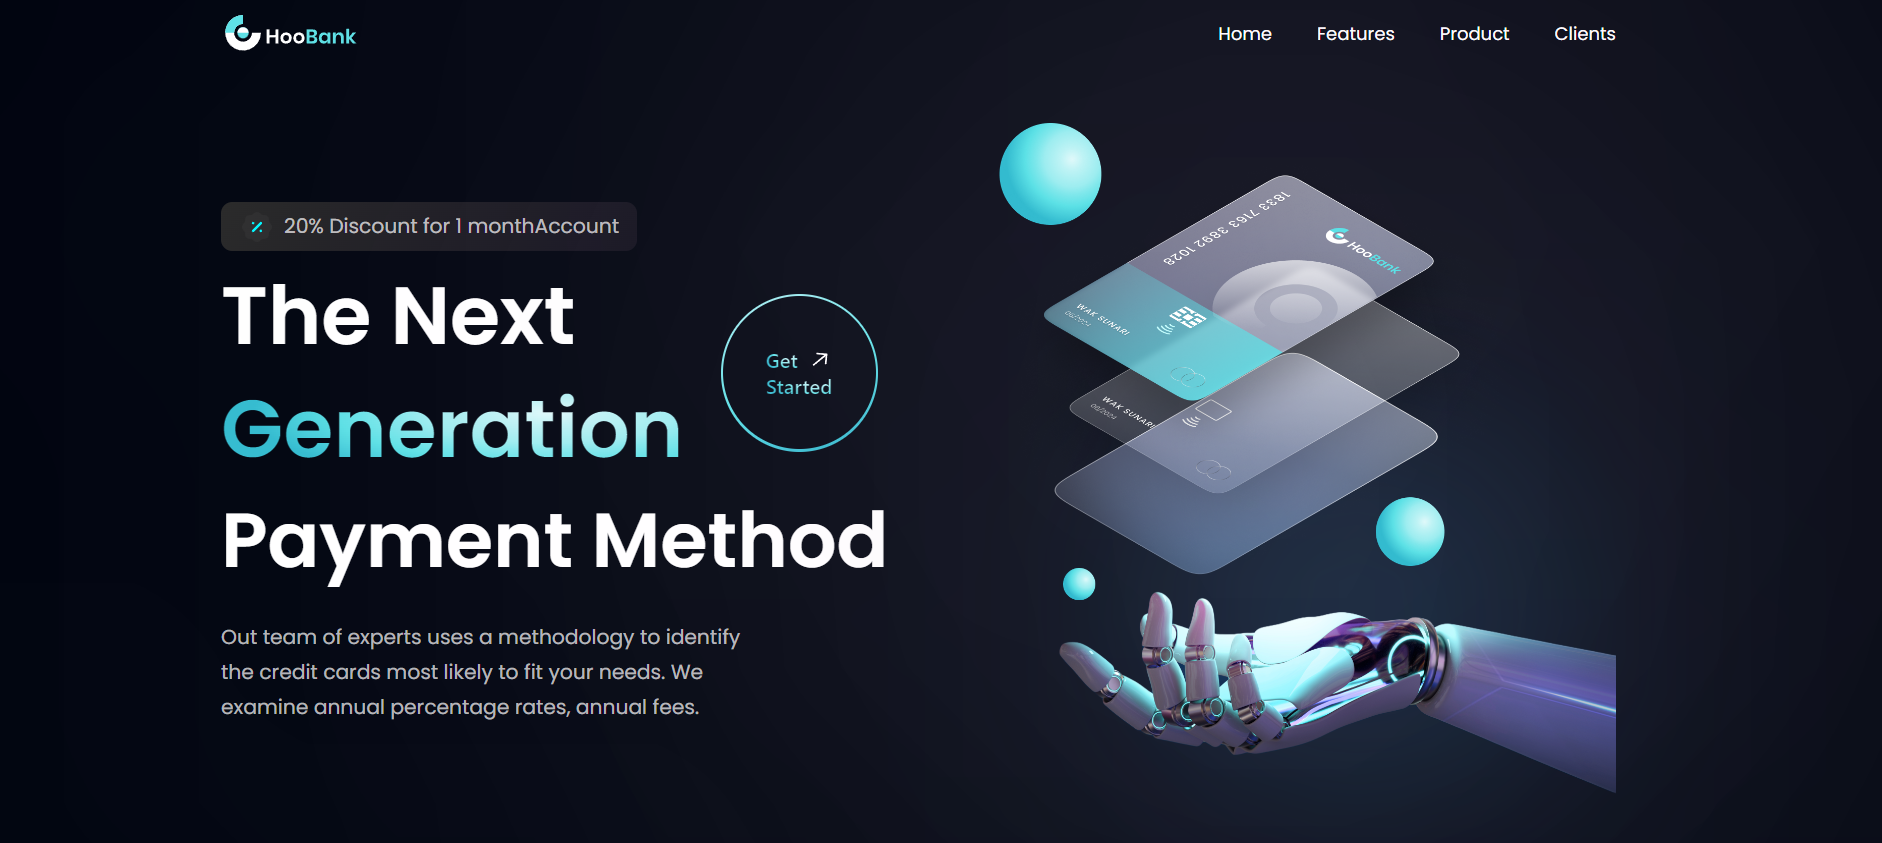 HooBank
Home Features Product Clients
20% Discount for 1 monthAccount
The Next
Generation
Payment Method
Get
Started
Out team of experts uses a methodology to identify
the credit cards most likely to fit your needs. We
examine annual percentage rates, annual fees.
1833 7163 3892 1028
HooBank
WAK SUNARI
06/2024
WAK SUNARI
06/2024